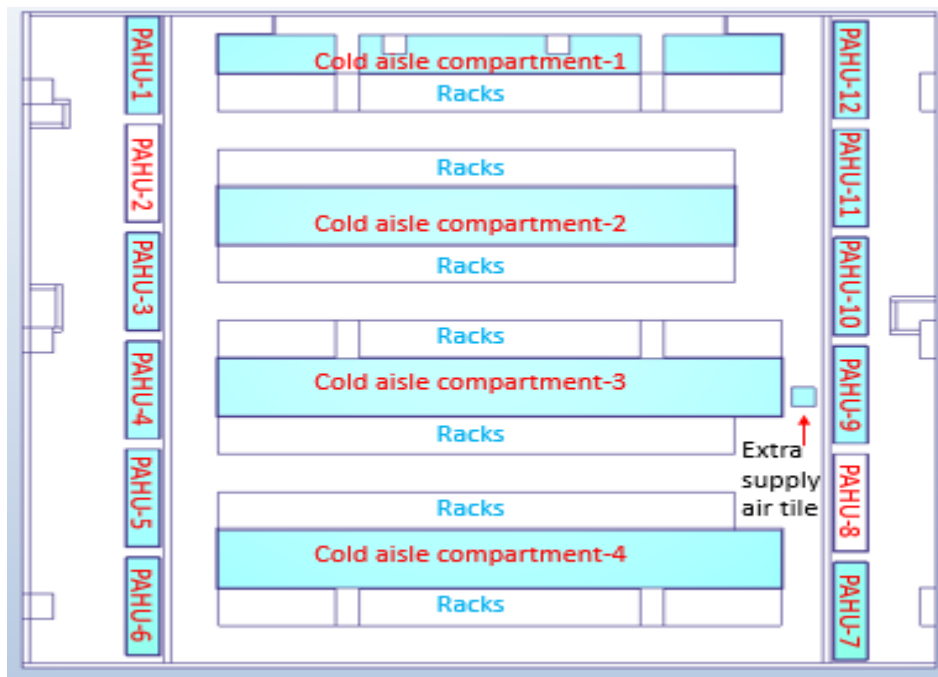 PAHU-1
PAHU-2
PAHU-3
PAHU-4
PAHU-5
PAHU-6
Cold aisle compartment-1
Racks
Racks
Cold aisle compartment-2
Racks
Racks
Cold aisle compartment-3
Racks
Racks
Cold aisle compartment-4
Racks
Extra
supply
air tile
PAHU-12
PAHU-11
PAHU-10
PAHU-9
PAHU-8
PAHU-7